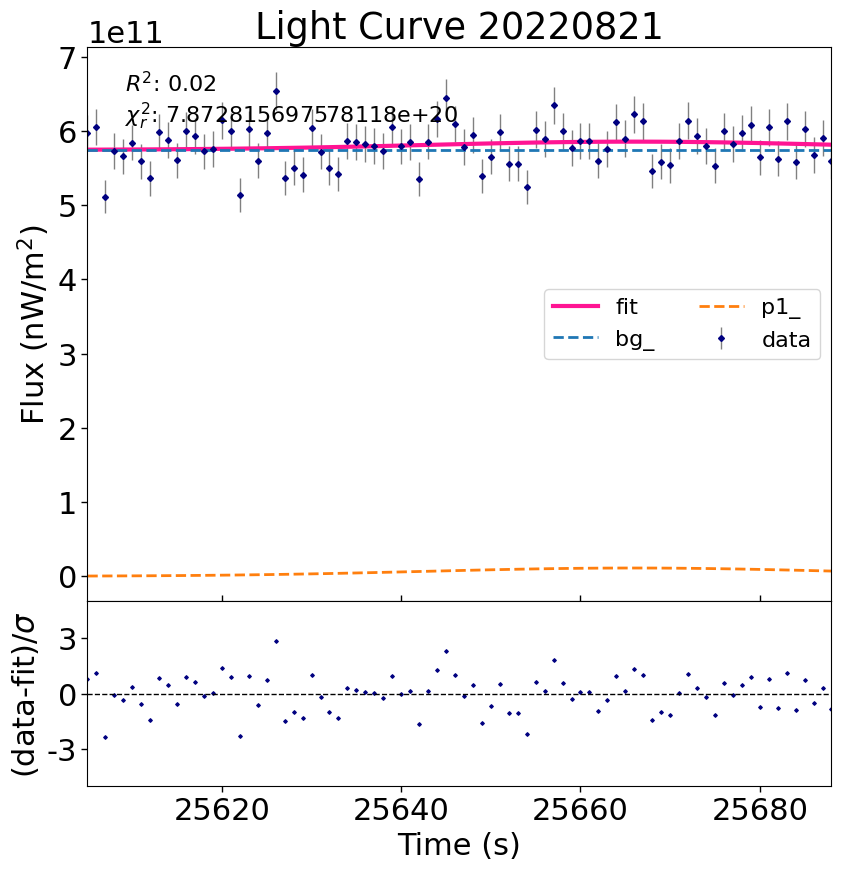 Light Curve 20220821
1e11
R²: 0.02
χ²ᵣ: 7.872815697578118e+20
7
6
5
4
3
2
1
0
Flux (nW/m²)
fit
bg_
p1_
data
3
0
-3
(data-fit)/σ
25620 25640 25660 25680
Time (s)